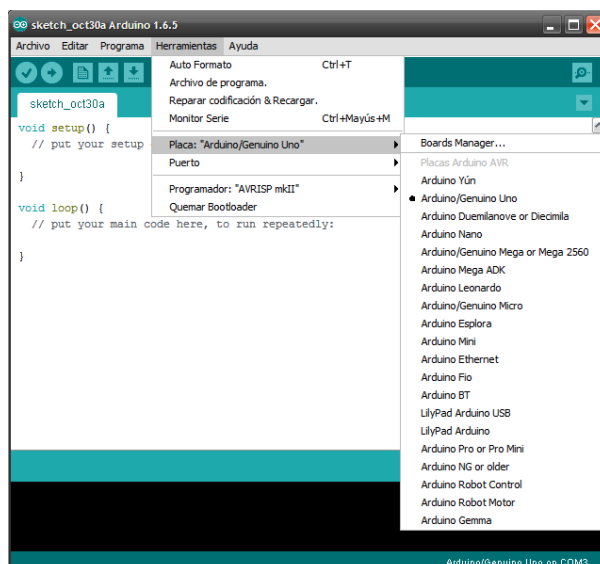 sketch_oct30a Arduino 1.6.5
Archivo Editar Programa Herramientas Ayuda
sketch_oct30a
void setup() {
// put your setup
}
void loop() {
// put your main code here, to run repeatedly:
}
Auto Formato Ctrl+T
Archivo de programa.
Reparar codificación & Recargar.
Monitor Serie Ctrl+Mayús+M
Placa: "Arduino/Genuino Uno"
Puerto
Programador: "AVRISP mkII"
Quemar Bootloader
Boards Manager...
Placas Arduino AVR
Arduino Yún
Arduino/Genuino Uno
Arduino Duemilanove or Diecimila
Arduino Nano
Arduino/Genuino Mega or Mega 2560
Arduino Mega ADK
Arduino Leonardo
Arduino/Genuino Micro
Arduino Esplora
Arduino Mini
Arduino Ethernet
Arduino Fio
Arduino BT
LilyPad Arduino USB
LilyPad Arduino
Arduino Pro or Pro Mini
Arduino NG or older
Arduino Robot Control
Arduino Robot Motor
Arduino Gemma
Arduino/Genuino Uno on COM3